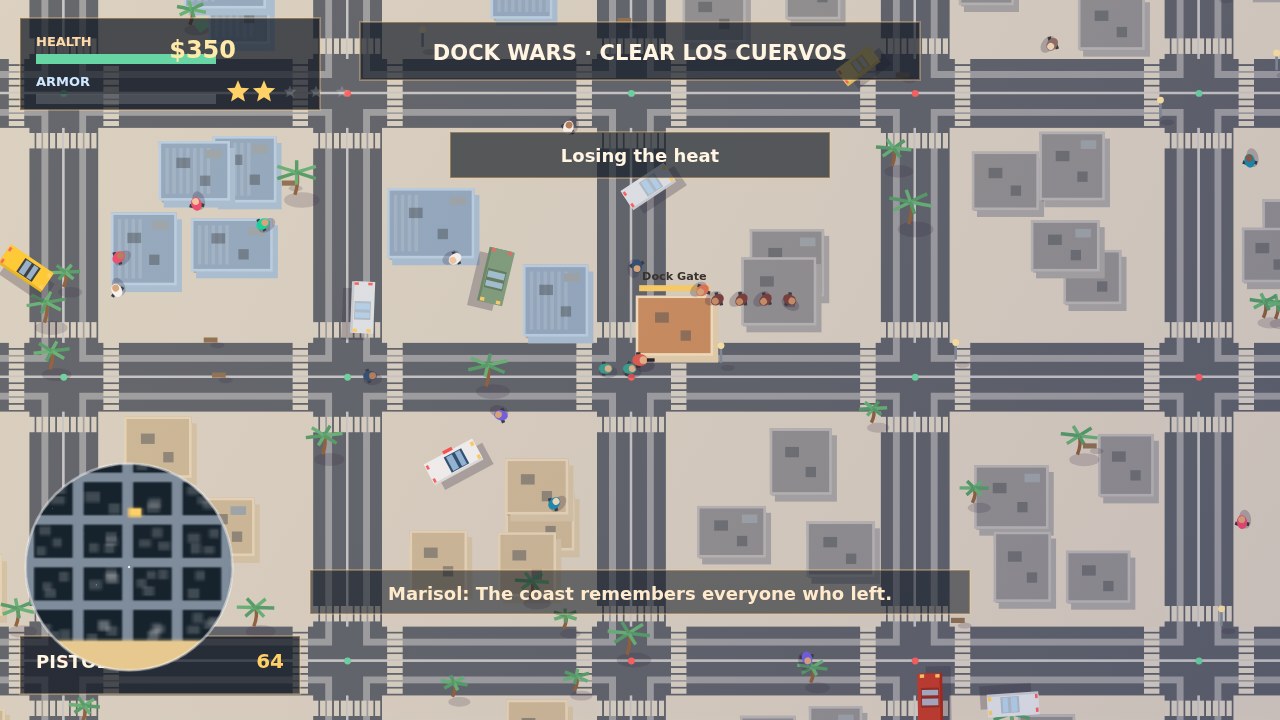 HEALTH
$350
ARMOR
DOCK WARS · CLEAR LOS CUERVOS
Losing the heat
Dock Gate
Marisol: The coast remembers everyone who left.
64